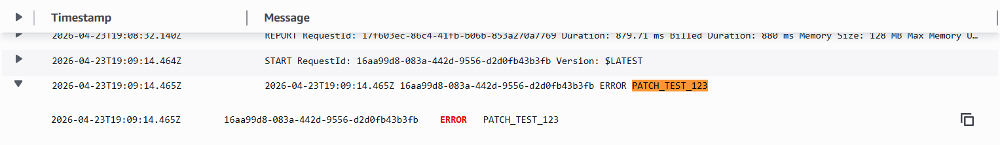 Timestamp Message
2026-04-23T19:08:32.140Z REPORT RequestId: 17f603ec-86c4-41fb-b06b-853a270a7769 Duration: 879.71 ms Billed Duration: 880 ms Memory Size: 128 MB Max Memory U…
2026-04-23T19:09:14.464Z START RequestId: 16aa99d8-083a-442d-9556-d2d0fb43b3fb Version: $LATEST
2026-04-23T19:09:14.465Z 2026-04-23T19:09:14.465Z 16aa99d8-083a-442d-9556-d2d0fb43b3fb ERROR PATCH_TEST_123
2026-04-23T19:09:14.465Z 16aa99d8-083a-442d-9556-d2d0fb43b3fb ERROR PATCH_TEST_123